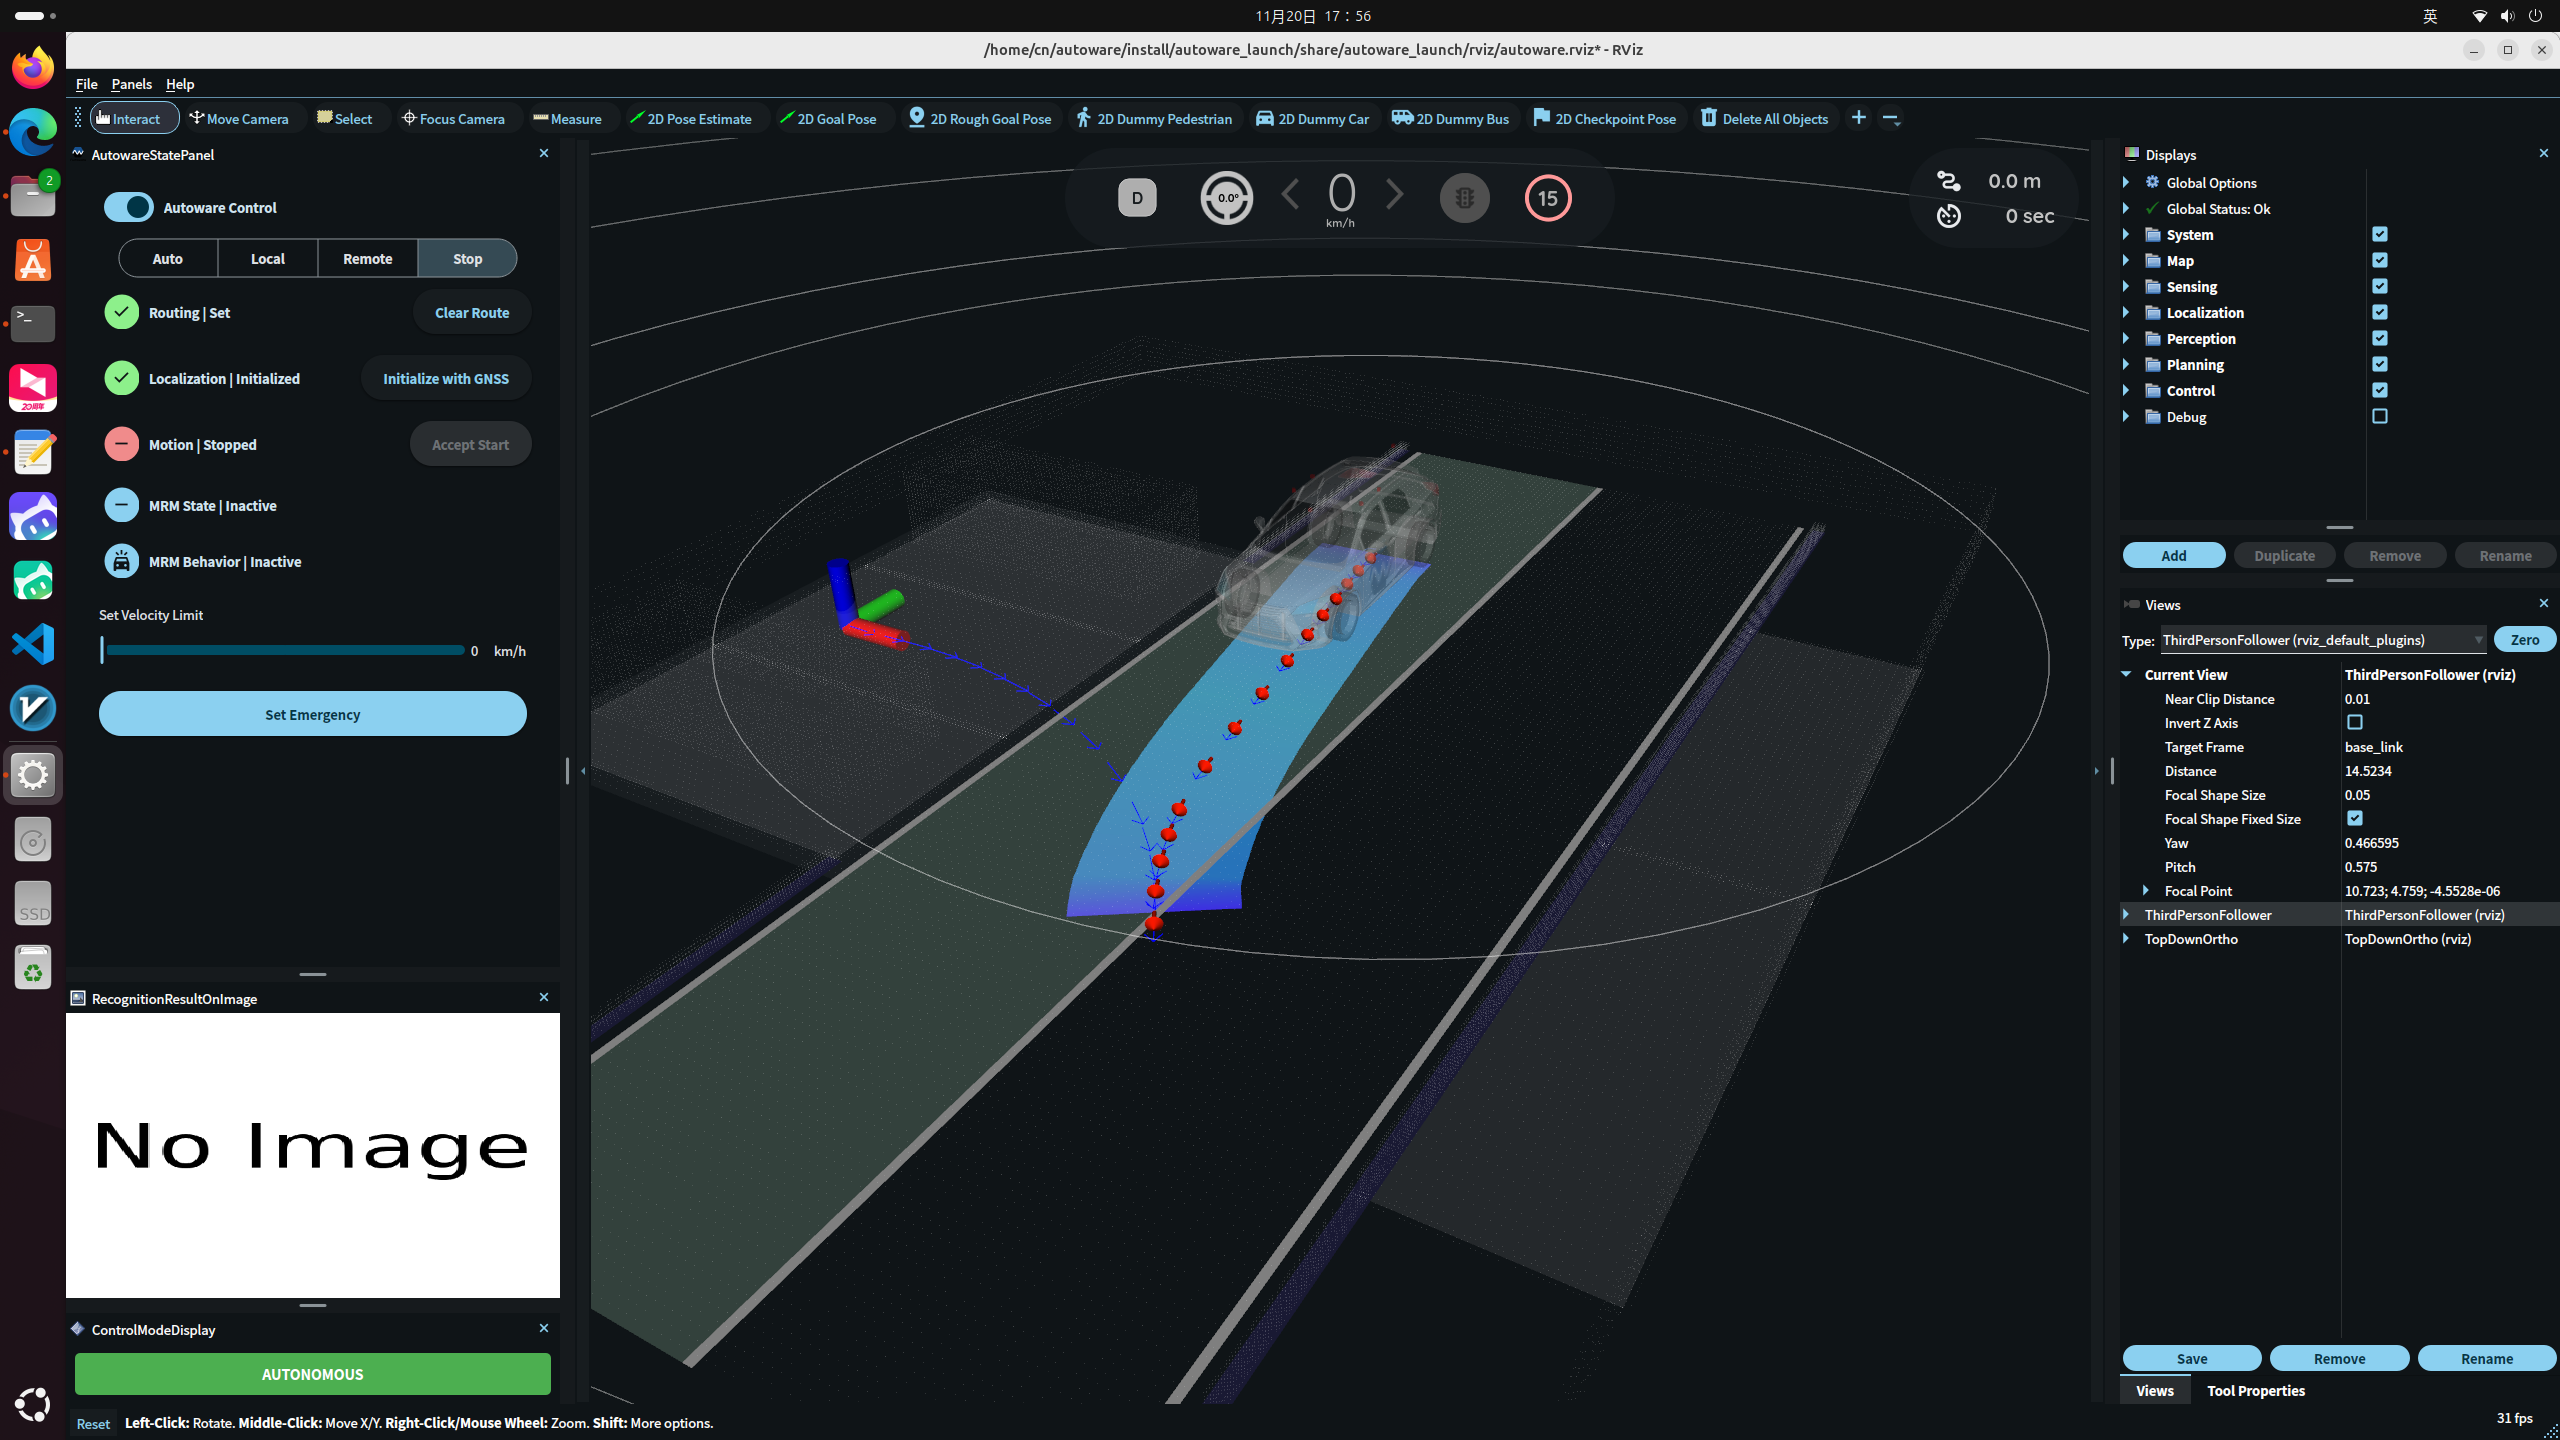 11月20日 17：56
英
/home/cn/autoware/install/autoware_launch/share/autoware_launch/rviz/autoware.rviz* - RViz
File Panels Help
Interact Move Camera Select Focus Camera Measure 2D Pose Estimate 2D Goal Pose 2D Rough Goal Pose 2D Dummy Pedestrian 2D Dummy Car 2D Dummy Bus 2D Checkpoint Pose Delete All Objects
2
AutowareStatePanel
Autoware Control
Auto Local Remote Stop
Routing | Set Clear Route
Localization | Initialized Initialize with GNSS
Motion | Stopped Accept Start
MRM State | Inactive
MRM Behavior | Inactive
Set Velocity Limit
0 km/h
Set Emergency
20周年
SSD
RecognitionResultOnImage
No Image
ControlModeDisplay
AUTONOMOUS
Reset Left-Click: Rotate. Middle-Click: Move X/Y. Right-Click/Mouse Wheel: Zoom. Shift: More options.
D 0.0° 0 km/h 15
0.0 m
0 sec
Displays
Global Options
Global Status: Ok
System
Map
Sensing
Localization
Perception
Planning
Control
Debug
Add Duplicate Remove Rename
Views
Type: ThirdPersonFollower (rviz_default_plugins) Zero
Current View ThirdPersonFollower (rviz)
Near Clip Distance 0.01
Invert Z Axis
Target Frame base_link
Distance 14.5234
Focal Shape Size 0.05
Focal Shape Fixed Size
Yaw 0.466595
Pitch 0.575
Focal Point 10.723; 4.759; -4.5528e-06
ThirdPersonFollower ThirdPersonFollower (rviz)
TopDownOrtho TopDownOrtho (rviz)
Save Remove Rename
Views Tool Properties
31 fps